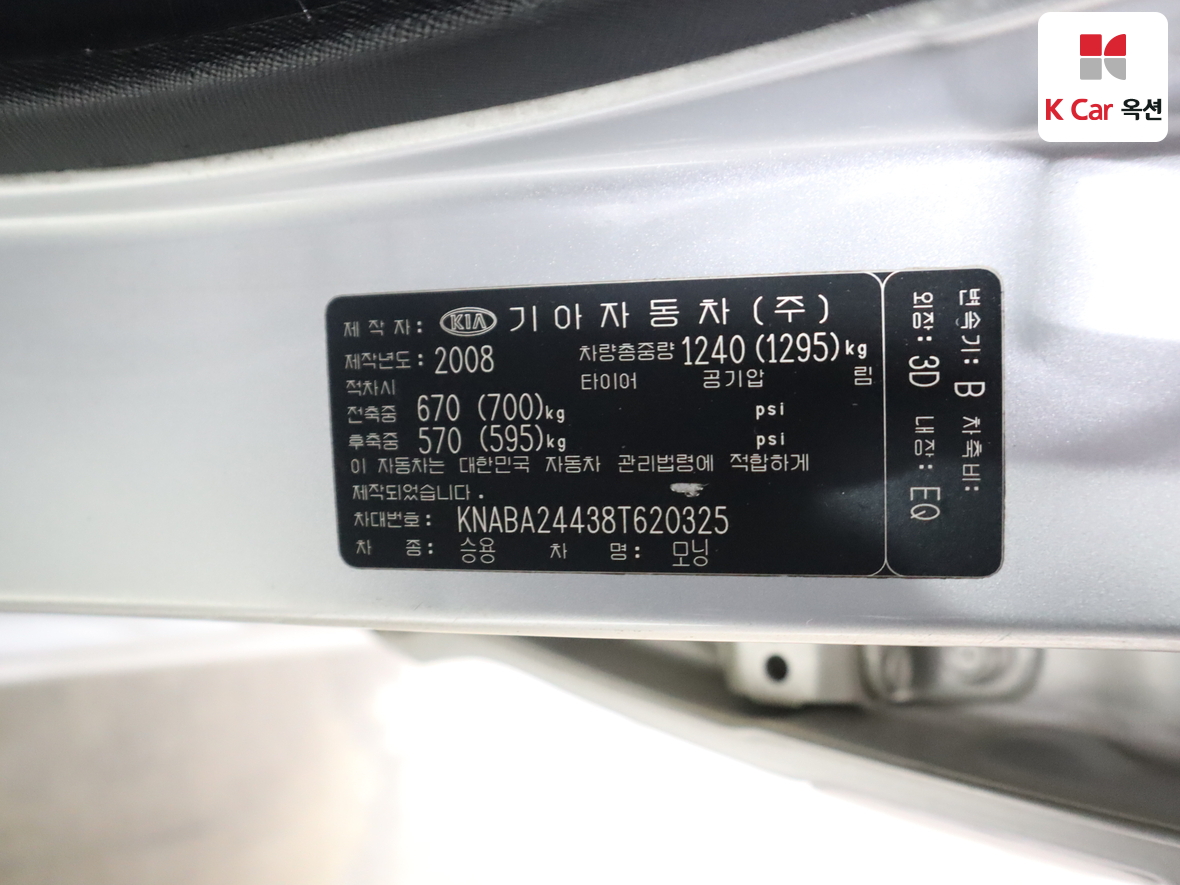 K Car 옥션
제 작 자 : KIA 기 아 자 동 차 ( 주 )
제작년도 : 2008 차량총중량 1240 (1295) kg
적차시 타이어 공기압 림
전축중 670 (700)kg psi
후축중 570 (595)kg psi
이 자동차는 대한민국 자동차 관리법령에 적합하게
제작되었습니다 .
차대번호 : KNABA24438T620325
차 종 : 승용 차 명 : 모닝
변속기 : B 차축비 :
외장 : 3D 내장 : EQ